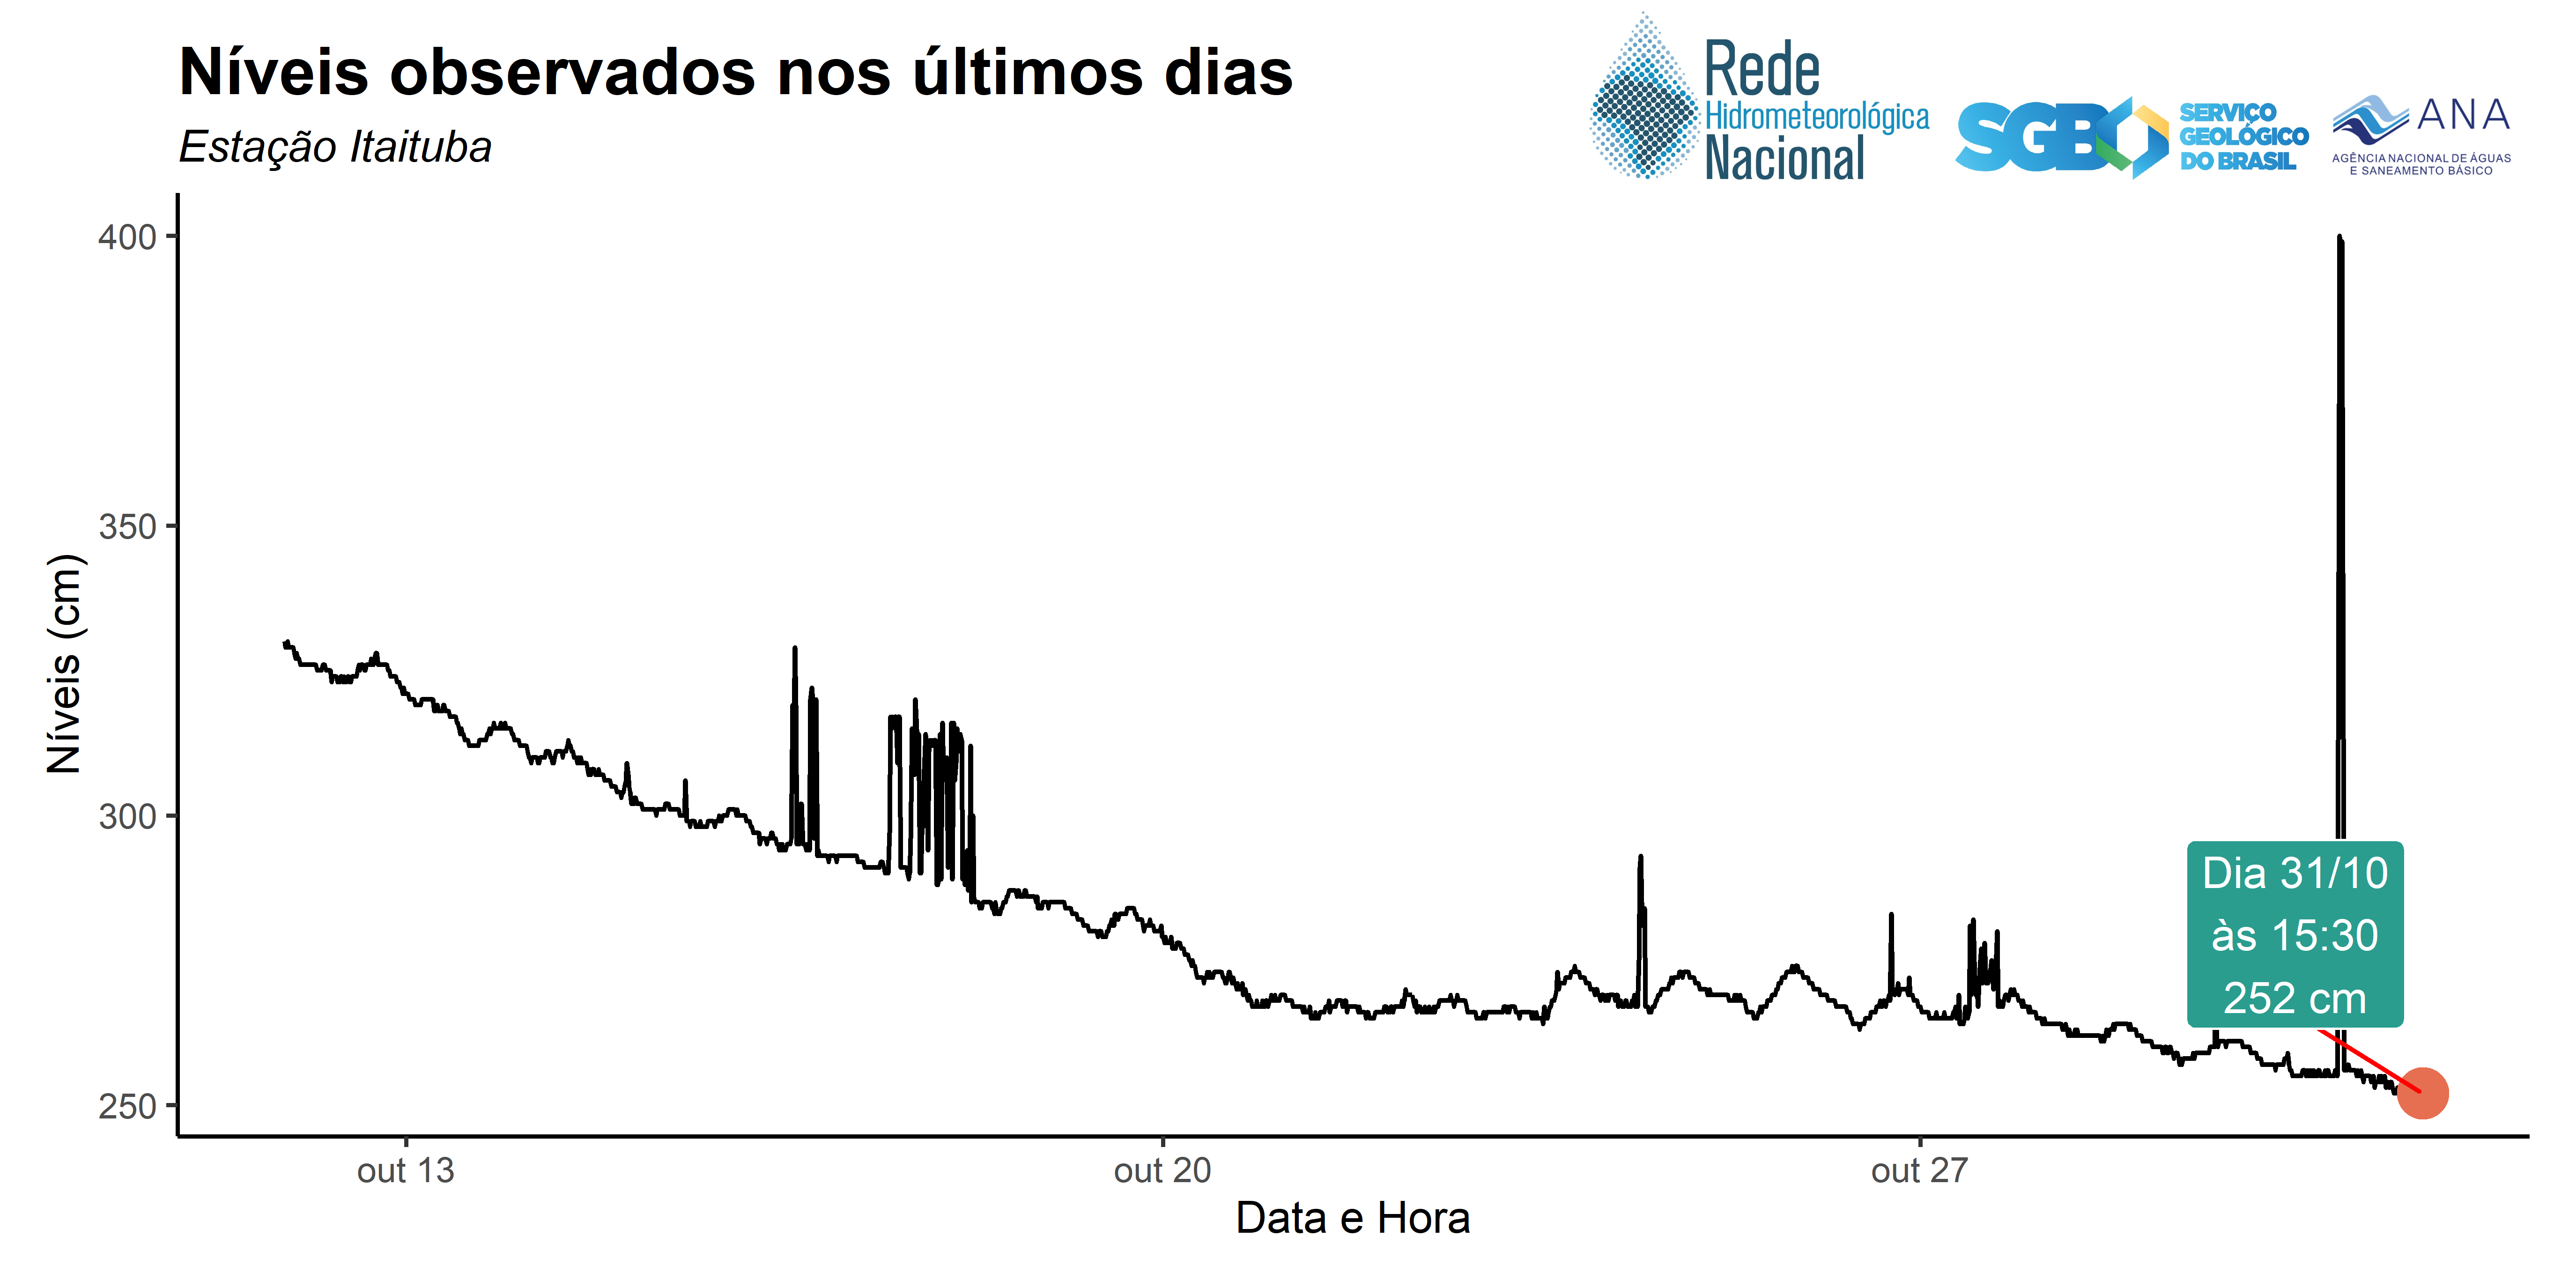 Níveis observados nos últimos dias
Estação Itaituba
Rede
Hidrometeorológica
Nacional
SGB
SERVIÇO
GEOLÓGICO
DO BRASIL
ANA
AGÊNCIA NACIONAL DE ÁGUAS
E SANEAMENTO BÁSICO
400
350
300
250
Níveis (cm)
Dia 31/10
às 15:30
252 cm
out 13
out 20
out 27
Data e Hora